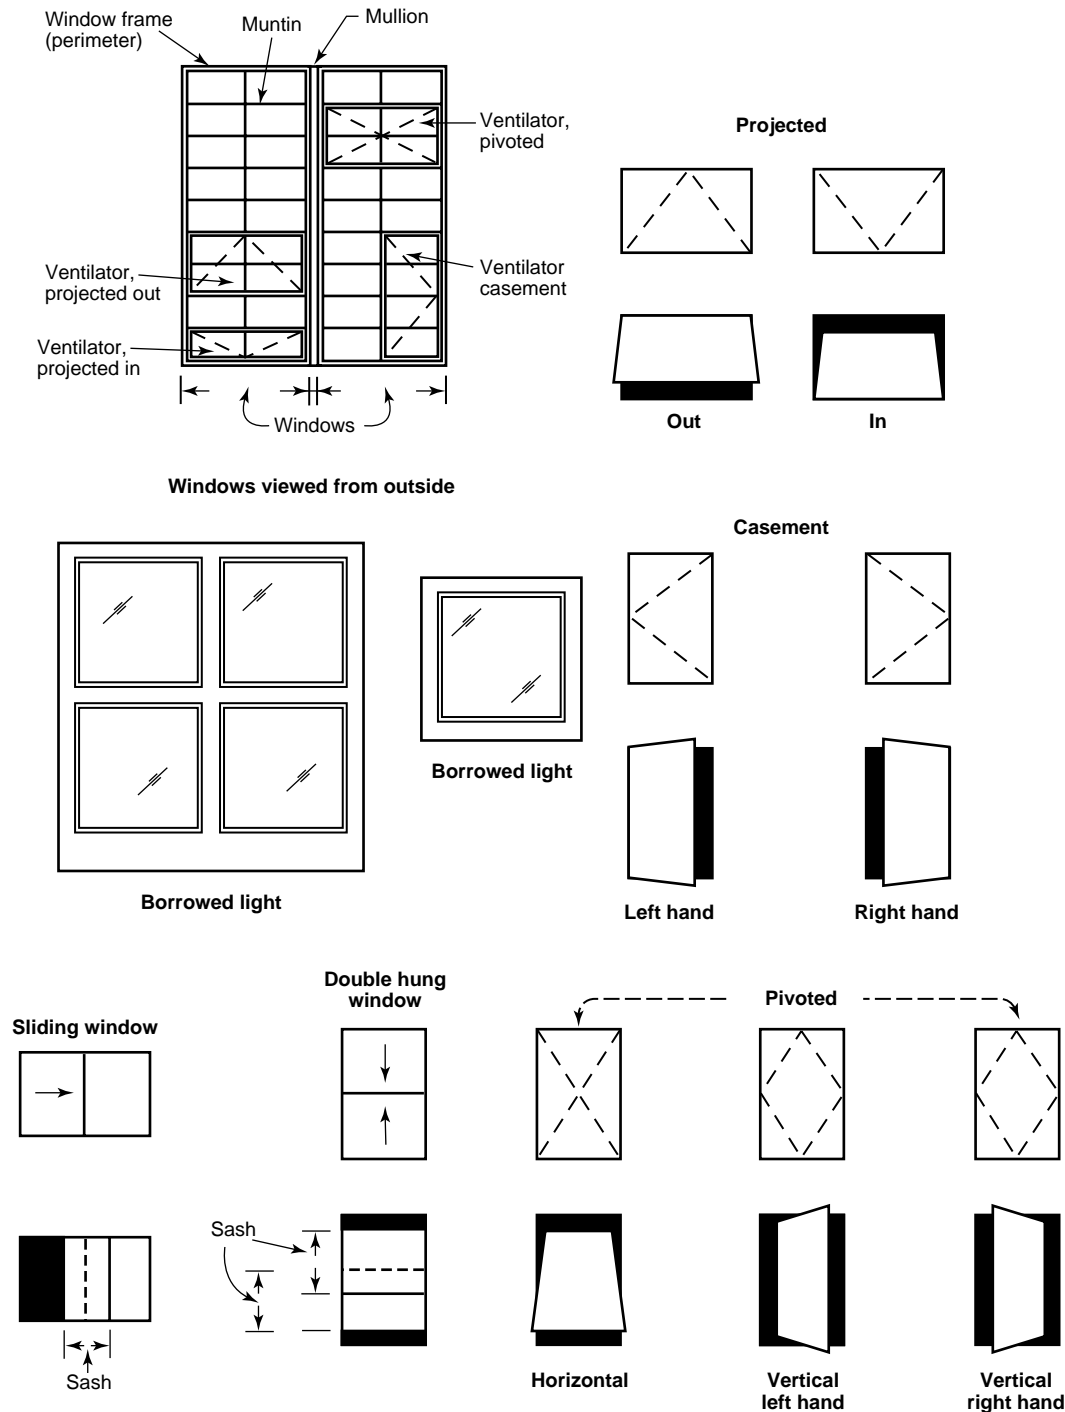 Window frame
(perimeter)
Muntin
Mullion
Ventilator,
pivoted
Ventilator,
projected out
Ventilator
casement
Ventilator,
projected in
Windows
Projected
Out
In
Windows viewed from outside
Casement
Borrowed light
Borrowed light
Left hand
Right hand
Sliding window
Double hung
window
Pivoted
Sash
Sash
Horizontal
Vertical
left hand
Vertical
right hand